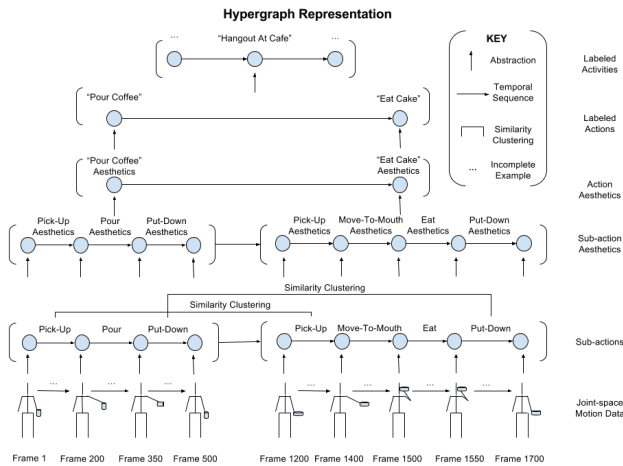 Hypergraph Representation
... "Hangout At Cafe" ...
KEY
Abstraction
Temporal
Sequence
Similarity
Clustering
... Incomplete
Example
Labeled
Activities
"Pour Coffee" "Eat Cake"
Labeled
Actions
"Pour Coffee"
Aesthetics
"Eat Cake"
Aesthetics
Action
Aesthetics
Pick-Up
Aesthetics
Pour
Aesthetics
Put-Down
Aesthetics
Pick-Up
Aesthetics
Move-To-Mouth
Aesthetics
Eat
Aesthetics
Put-Down
Aesthetics
Sub-action
Aesthetics
Similarity Clustering
Similarity Clustering
Pick-Up Pour Put-Down Pick-Up Move-To-Mouth Eat Put-Down
Sub-actions
... ... ... ... ... ... ...
Joint-space
Motion Data
Frame 1 Frame 200 Frame 350 Frame 500 Frame 1200 Frame 1400 Frame 1500 Frame 1550 Frame 1700